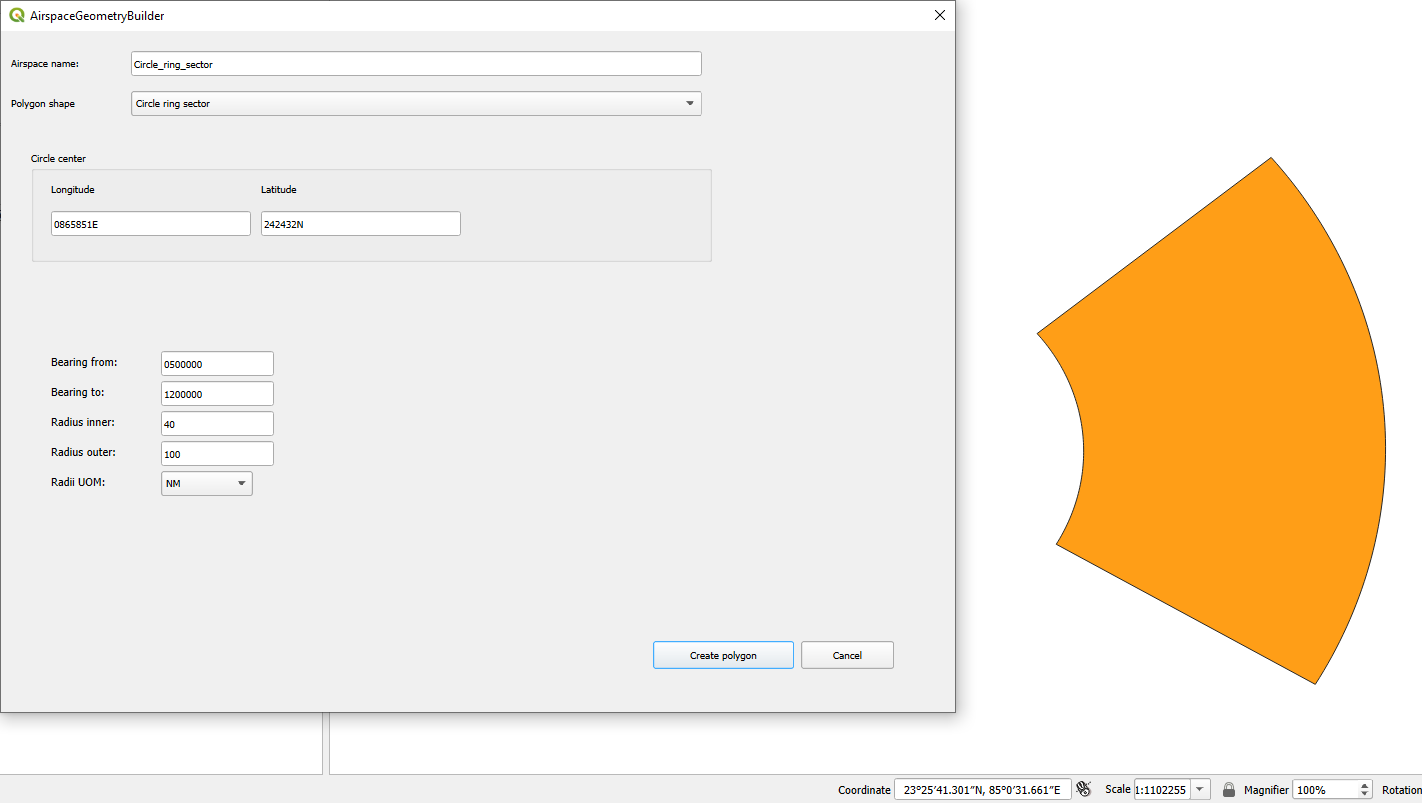 AirspaceGeometryBuilder
Airspace name: Circle_ring_sector
Polygon shape Circle ring sector
Circle center
Longitude Latitude
0865851E 242432N
Bearing from: 0500000
Bearing to: 1200000
Radius inner: 40
Radius outer: 100
Radii UOM: NM
Create polygon Cancel
Coordinate 23°25'41.301"N, 85°0'31.661"E Scale 1:1102255 Magnifier 100% Rotation